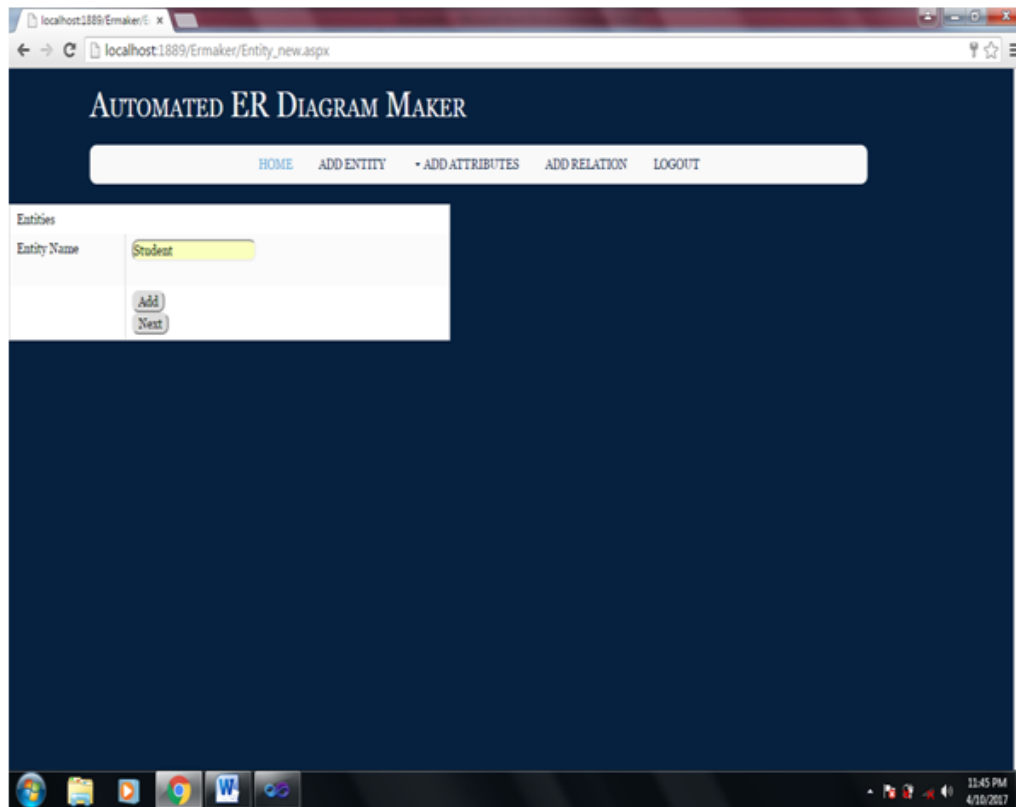 localhost:1889/Ermaker/E
localhost:1889/Ermaker/Entity_new.aspx
AUTOMATED ER DIAGRAM MAKER
HOME ADD ENTITY ADD ATTRIBUTES ADD RELATION LOGOUT
Entities
Entity Name Student
Add
Next
W
11:45 PM
4/10/2017